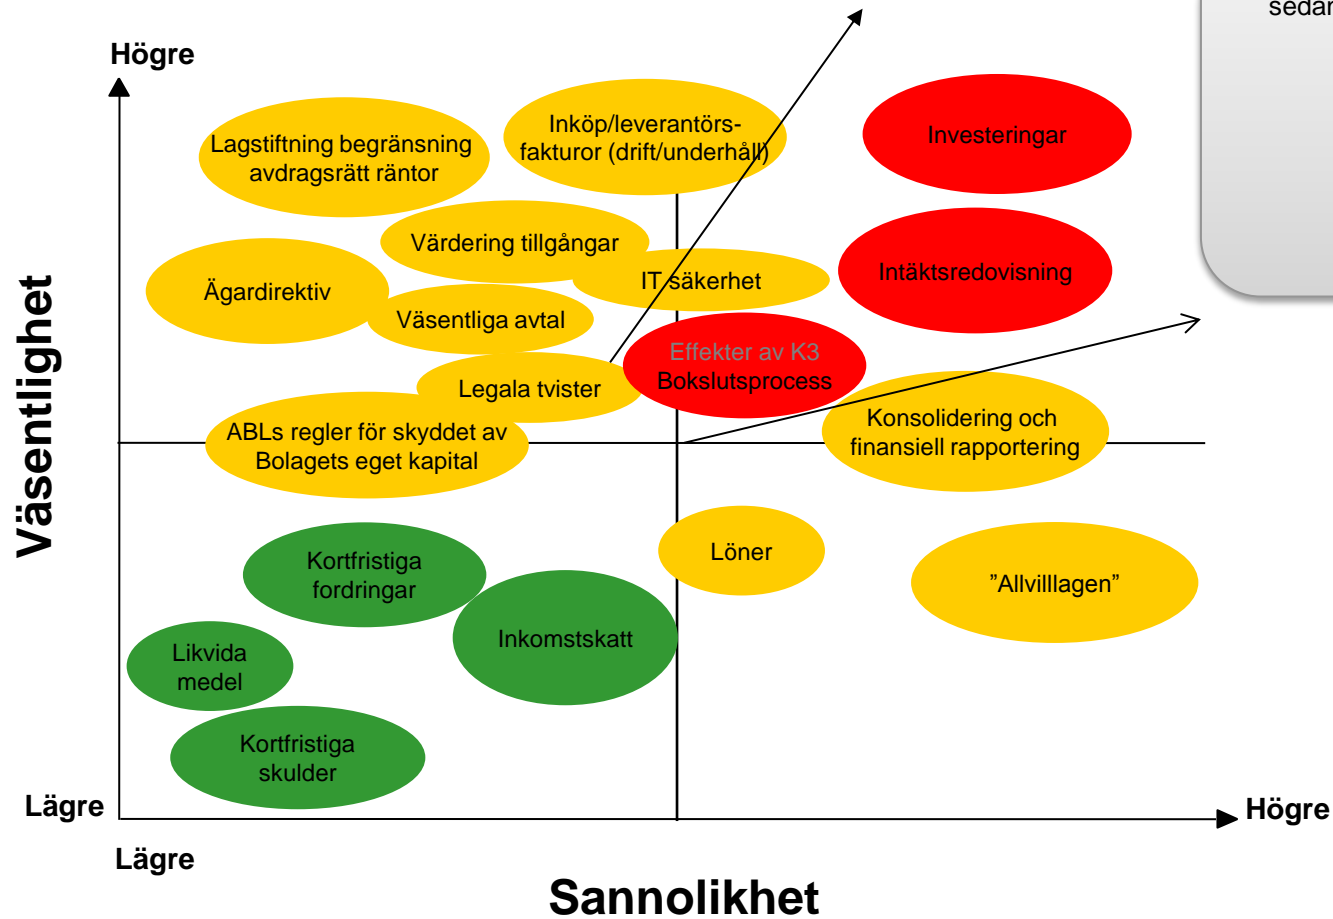 sedan
Högre
Lagstiftning begränsning
avdragsrätt räntor
Inköp/leverantörs-
fakturor (drift/underhåll)
Investeringar
Värdering tillgångar
Ägardirektiv
IT säkerhet
Intäktsredovisning
Väsentliga avtal
Effekter av K3
Bokslutsprocess
Legala tvister
ABLs regler för skyddet av
Bolagets eget kapital
Konsolidering och
finansiell rapportering
Väsentlighet
Kortfristiga
fordringar
Löner
”Allvilllagen”
Inkomstskatt
Likvida
medel
Kortfristiga
skulder
Lägre
Högre
Lägre
Sannolikhet